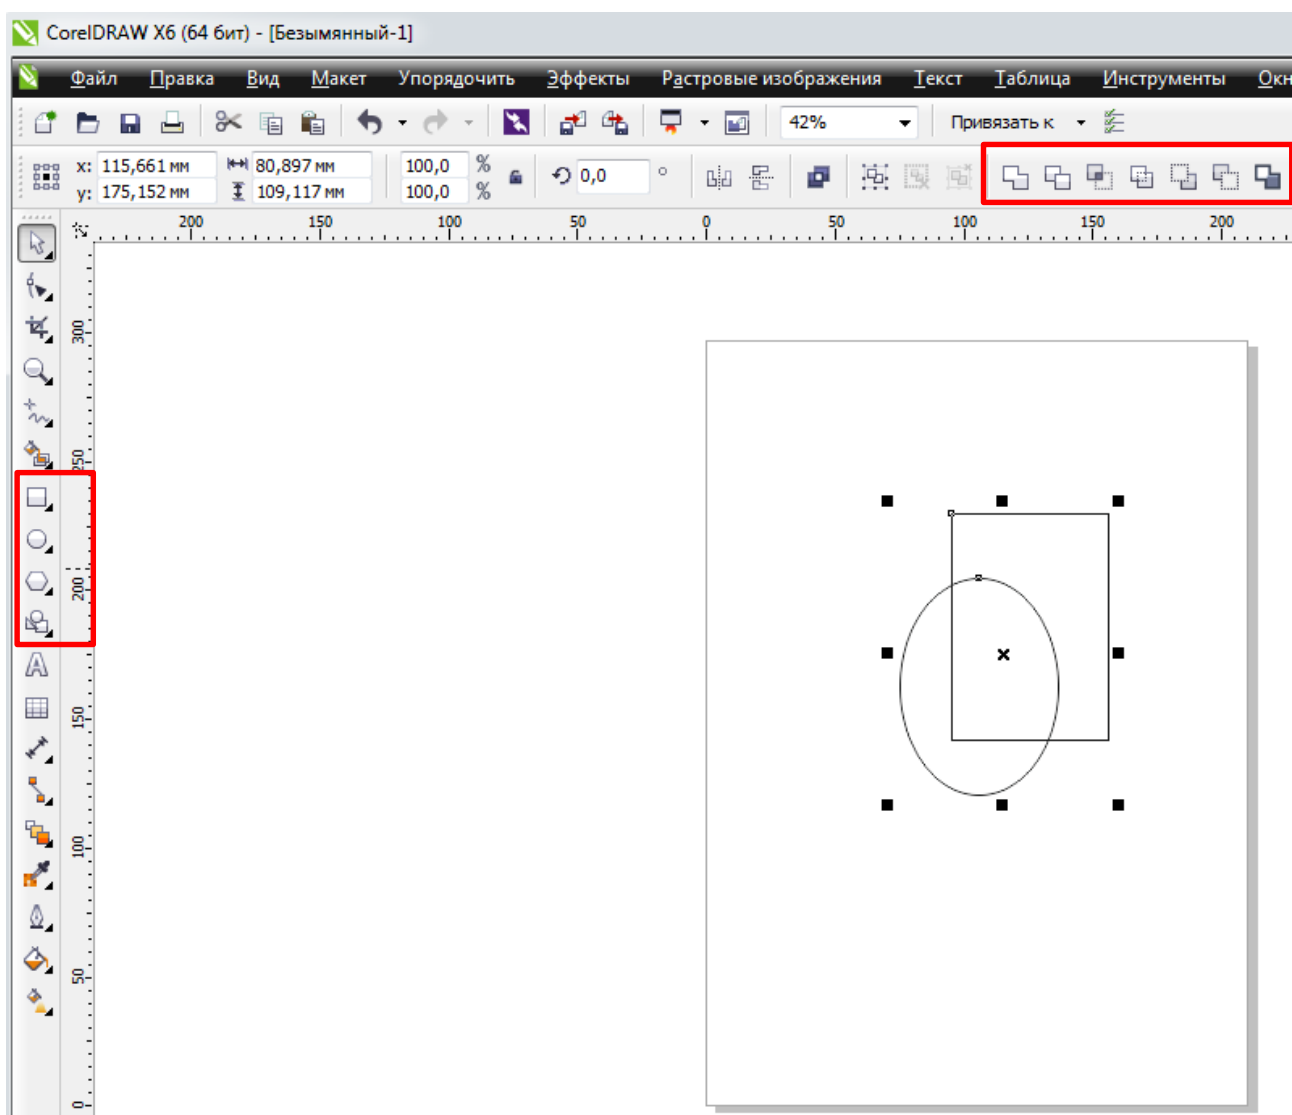 CorelDRAW X6 (64 бит) - [Безымянный-1]
Файл Правка Вид Макет Упорядочить Эффекты Растровые изображения Текст Таблица Инструменты Окн
42% Привязать к
x: 115,661 мм 80,897 мм 100,0 % 0,0 °
y: 175,152 мм 109,117 мм 100,0 %
200 150 100 50 0 50 100 150 200
300
250
200
150
100
50
0